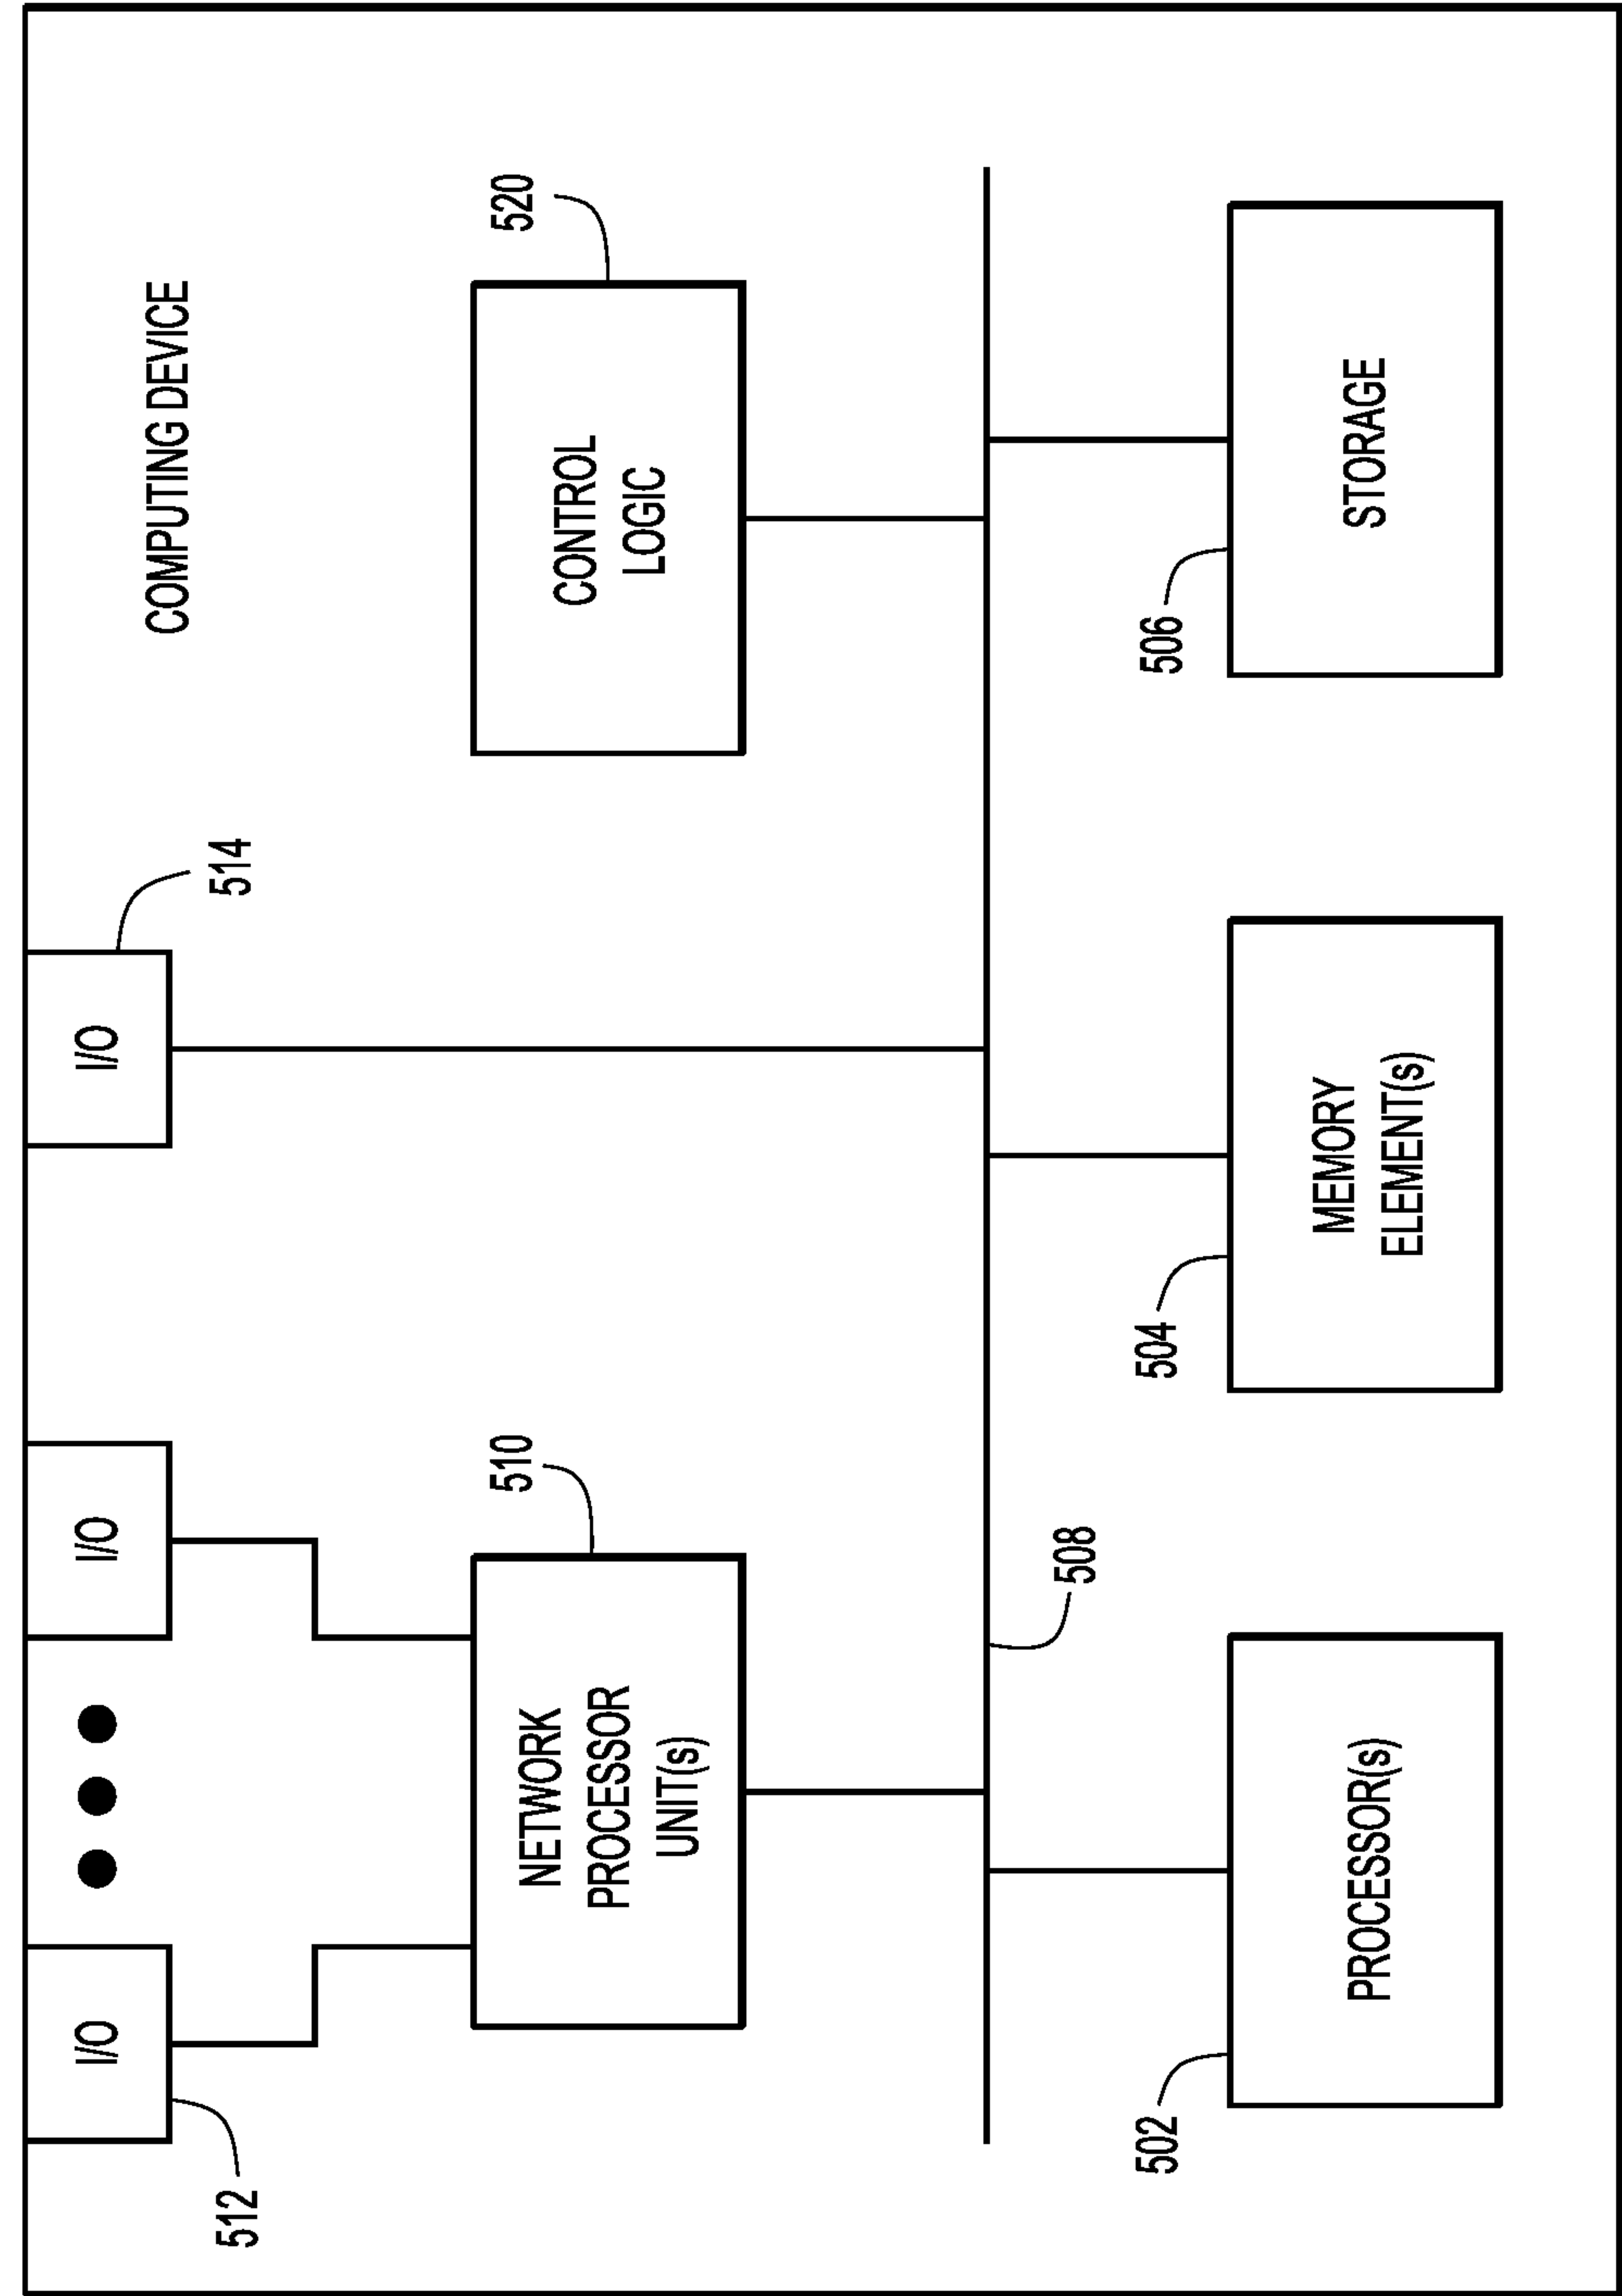 COMPUTING DEVICE
512
I/O
I/O
I/O
514
510
520
NETWORK
PROCESSOR
UNIT(s)
CONTROL
LOGIC
508
502
504
506
PROCESSOR(s)
MEMORY
ELEMENT(s)
STORAGE